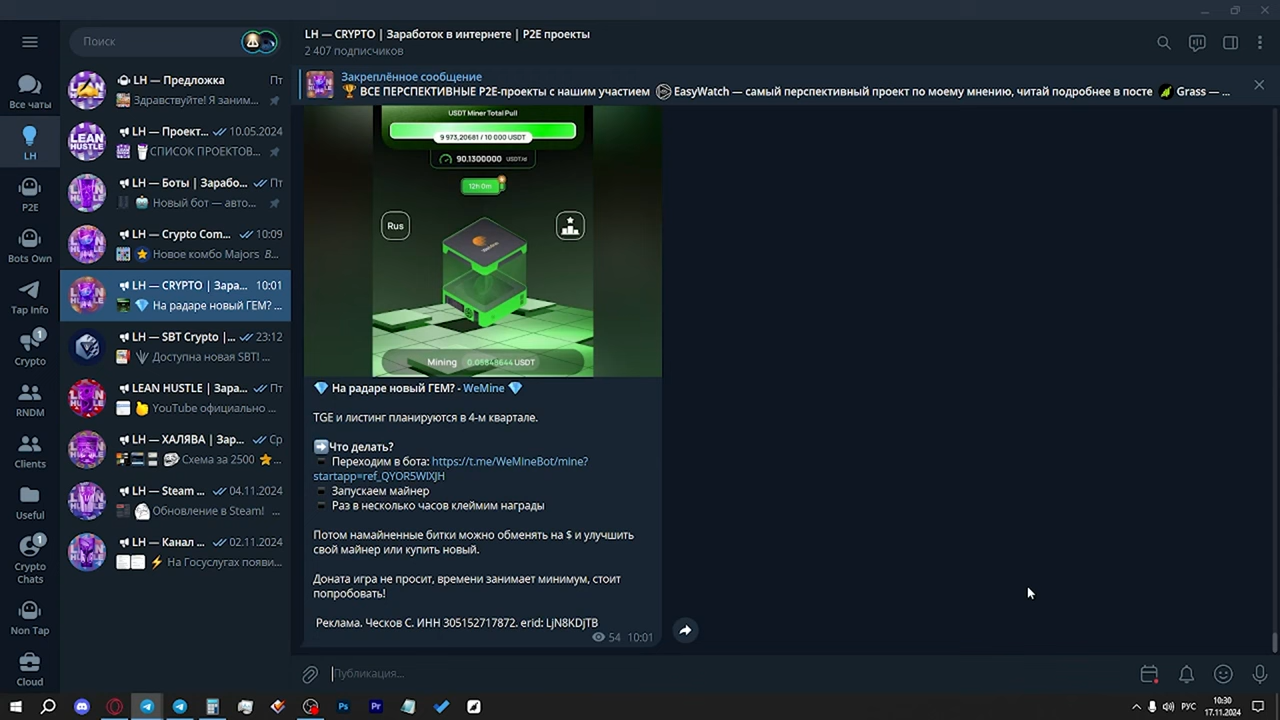 Поиск
LH — CRYPTO | Заработок в интернете | P2E проекты
2 407 подписчиков
Закреплённое сообщение
🏆 ВСЕ ПЕРСПЕКТИВНЫЕ P2E-проекты с нашим участием EasyWatch — самый перспективный проект по моему мнению, читай подробнее в посте Grass — ...
Все чаты
LH
P2E
Bots Own
Tap Info
Crypto
1
RNDM
Clients
Useful
Crypto
Chats
1
Non Tap
Cloud
LH — Предложка Пт
Здравствуйте! Я заним...
LH — Проект... 10.05.2024
СПИСОК ПРОЕКТОВ...
LH — Боты | Зарабо... Пт
Новый бот — авто...
LH — Crypto Com... 10:09
Новое комбо Majors В...
LH — CRYPTO | Зара... 10:01
💎 На радаре новый ГЕМ? ...
LH — SBT Crypto |... 23:12
Доступна новая SBT! ...
LEAN HUSTLE | Зара... Пт
YouTube официально ...
LH — ХАЛЯВА | Зар... Ср
Схема за 2500 ⭐...
LH — Steam ... 04.11.2024
Обновление в Steam! ...
LH — Канал ... 02.11.2024
⚡ На Госуслугах появи...
LEAN
HUSTLE
USDT Miner Total Pull
9 973,20681 / 10 000 USDT
90.1300000 USDT/d
12h 0m
Rus
Mining 0.06848644 USDT
💎 На радаре новый ГЕМ? - WeMine 💎
TGE и листинг планируются в 4-м квартале.
➡️Что делать?
▪️ Переходим в бота: https://t.me/WeMineBot/mine?
startapp=ref_QYOR5WIXJH
▪️ Запускаем майнер
▪️ Раз в несколько часов клеймим награды
Потом намайненные битки можно обменять на $ и улучшить
свой майнер или купить новый.
Доната игра не просит, времени занимает минимум, стоит
попробовать!
Реклама. Ческов С. ИНН 305152717872. erid: LjN8KDjTB
54 10:01
Публикация...
Ps
Pr
РУС
10:30
17.11.2024